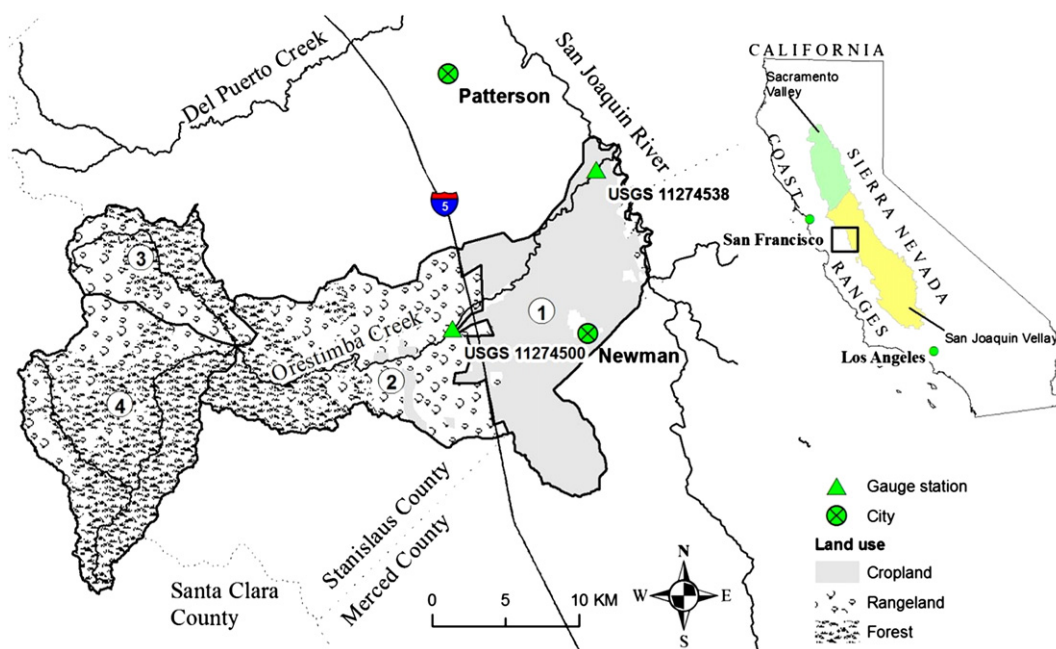 Del Puerto Creek
Patterson
San Joaquin River
USGS 11274538
5
3
1
Orestimba Creek
USGS 11274500
Newman
2
4
Stanislaus County
Merced County
Santa Clara
County
0 5 10 KM
N
W E
S
CALIFORNIA
Sacramento
Valley
COAST
RANGES
SIERRA NEVADA
San Francisco
San Joaquin Vellay
Los Angeles
Gauge station
City
Land use
Cropland
Rangeland
Forest